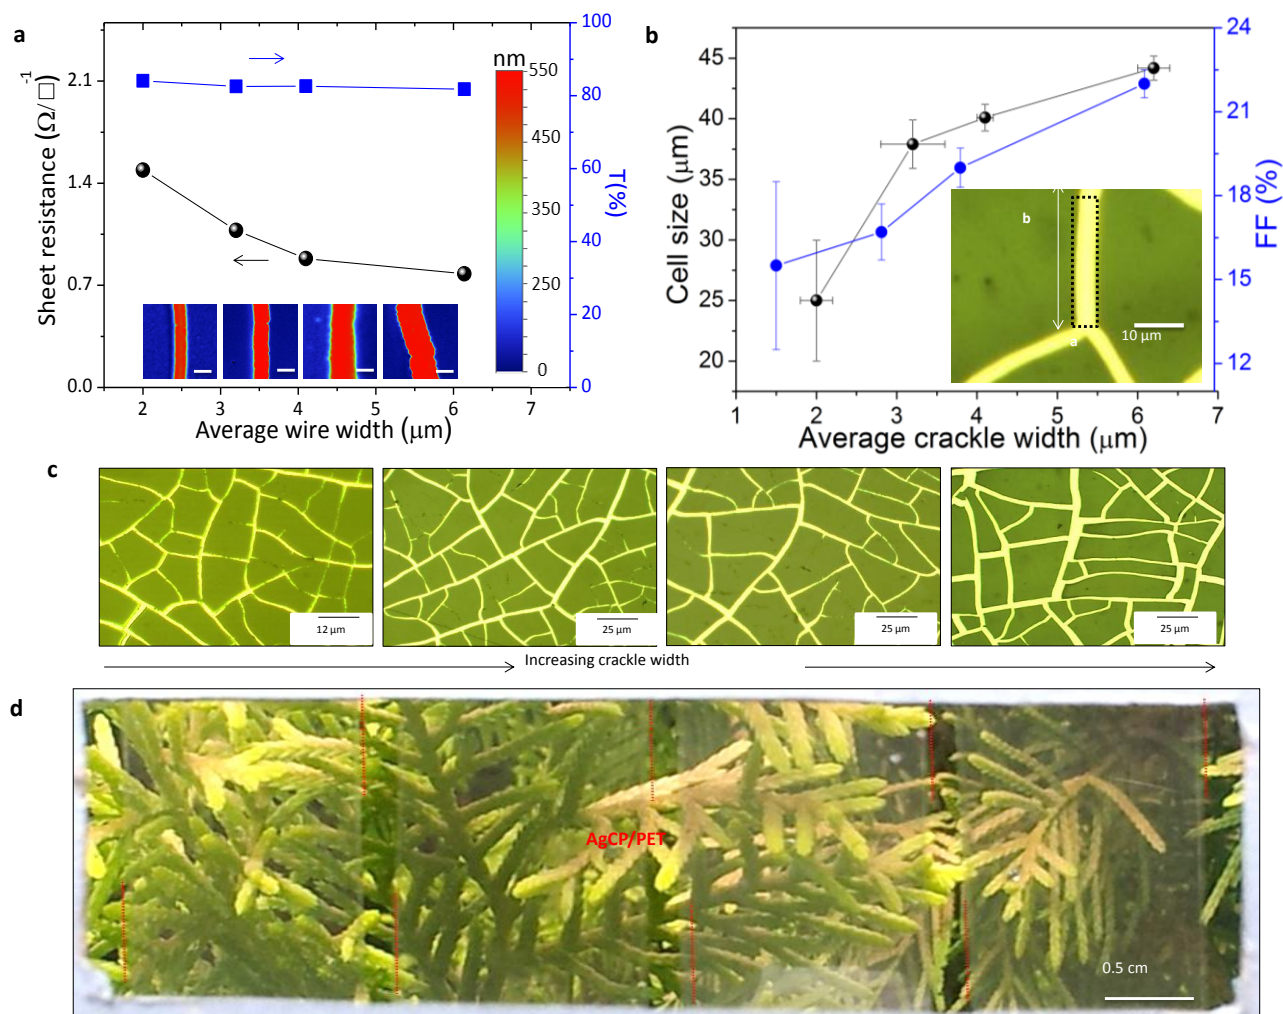 a
Sheet resistance (Ω/□)⁻¹
2.1
1.4
0.7
0.0
2
3
4
5
6
7
Average wire width (μm)
100
80
60
40
20
0
T(%)
nm
550
450
350
250
0
b
Cell size (μm)
45
40
35
30
25
20
1
2
3
4
5
6
7
Average crackle width (μm)
24
21
18
15
12
FF (%)
b
a
10 μm
c
12 μm
25 μm
25 μm
25 μm
Increasing crackle width
d
AgCP/PET
0.5 cm